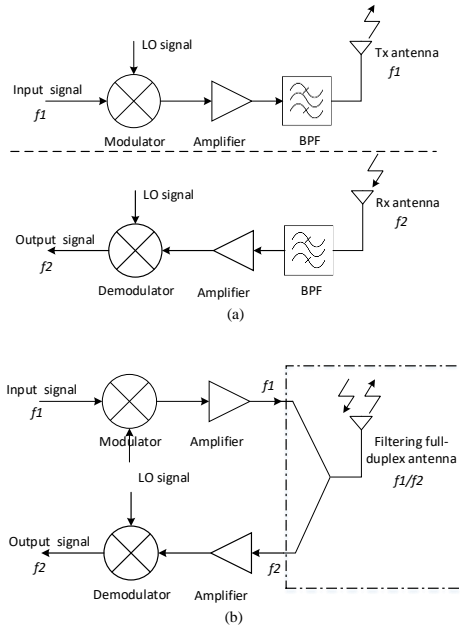 LO signal
Tx antenna
f1
Input signal
f1
Modulator
Amplifier
BPF
LO signal
Rx antenna
f2
Output signal
f2
Demodulator
Amplifier
BPF
(a)
Input signal
f1
f1
Modulator
Amplifier
Filtering full-
duplex antenna
f1/f2
LO signal
Output signal
f2
f2
Demodulator
Amplifier
(b)